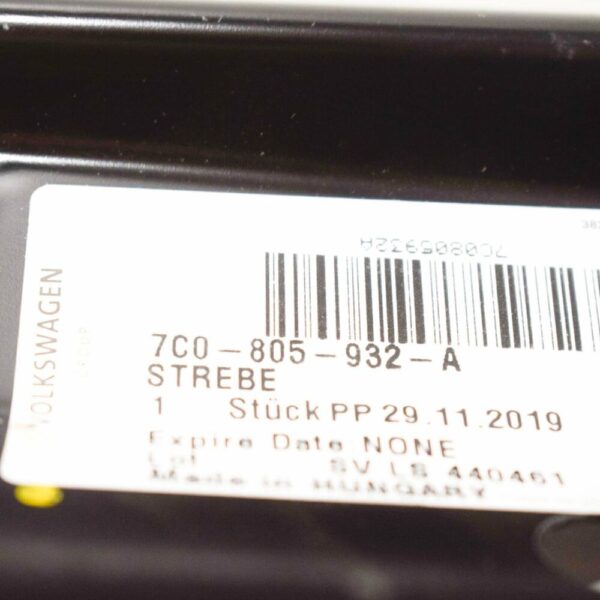 7C0805932A
VOLKSWAGEN
GROUP
7C0-805-932-A
STREBE
1 Stück PP 29.11.2019
Expire Date: NONE
Lot SV LS 440461
Made in HUNGARY